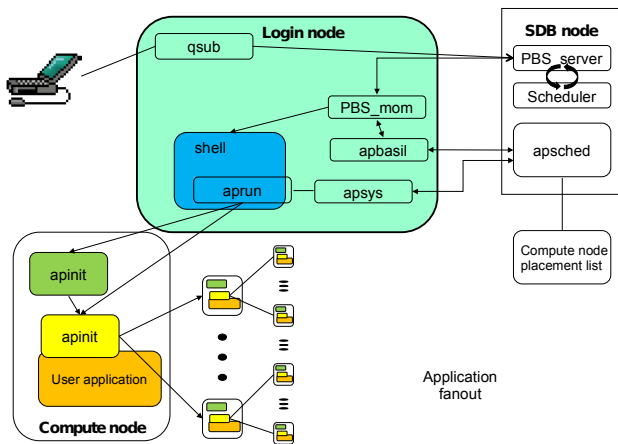 Login node
SDB node
qsub
PBS_server
Scheduler
PBS_mom
shell
apbasil
apsched
aprun
apsys
Compute node
placement list
apinit
apinit
User application
Application
fanout
Compute node